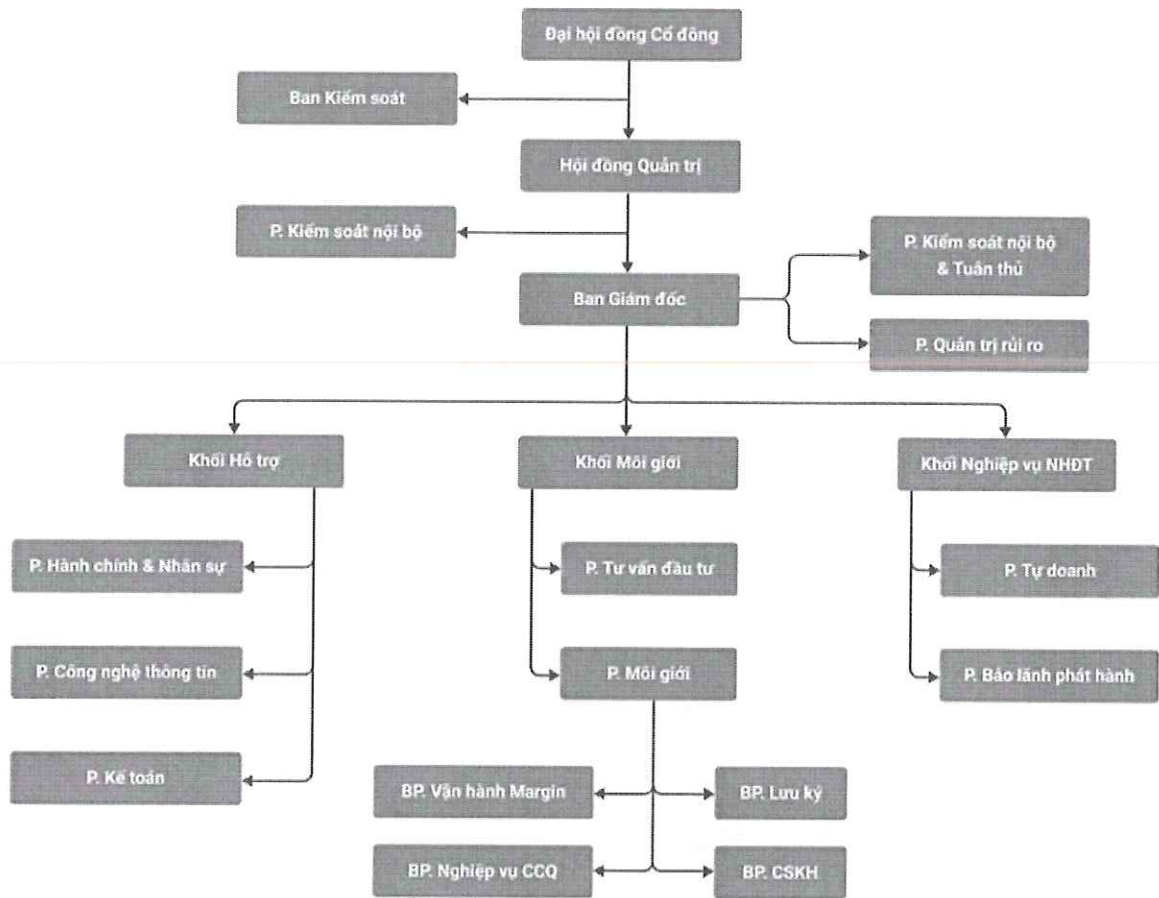 Đại hội đồng Cổ đông
Ban Kiểm soát
Hội đồng Quản trị
P. Kiểm soát nội bộ
P. Kiểm soát nội bộ
& Tuân thủ
Ban Giám đốc
P. Quản trị rủi ro
Khối Hỗ trợ
Khối Môi giới
Khối Nghiệp vụ NHĐT
P. Hành chính & Nhân sự
P. Tư vấn đầu tư
P. Tự doanh
P. Công nghệ thông tin
P. Môi giới
P. Bảo lãnh phát hành
P. Kế toán
BP. Vận hành Margin
BP. Lưu ký
BP. Nghiệp vụ CCQ
BP. CSKH